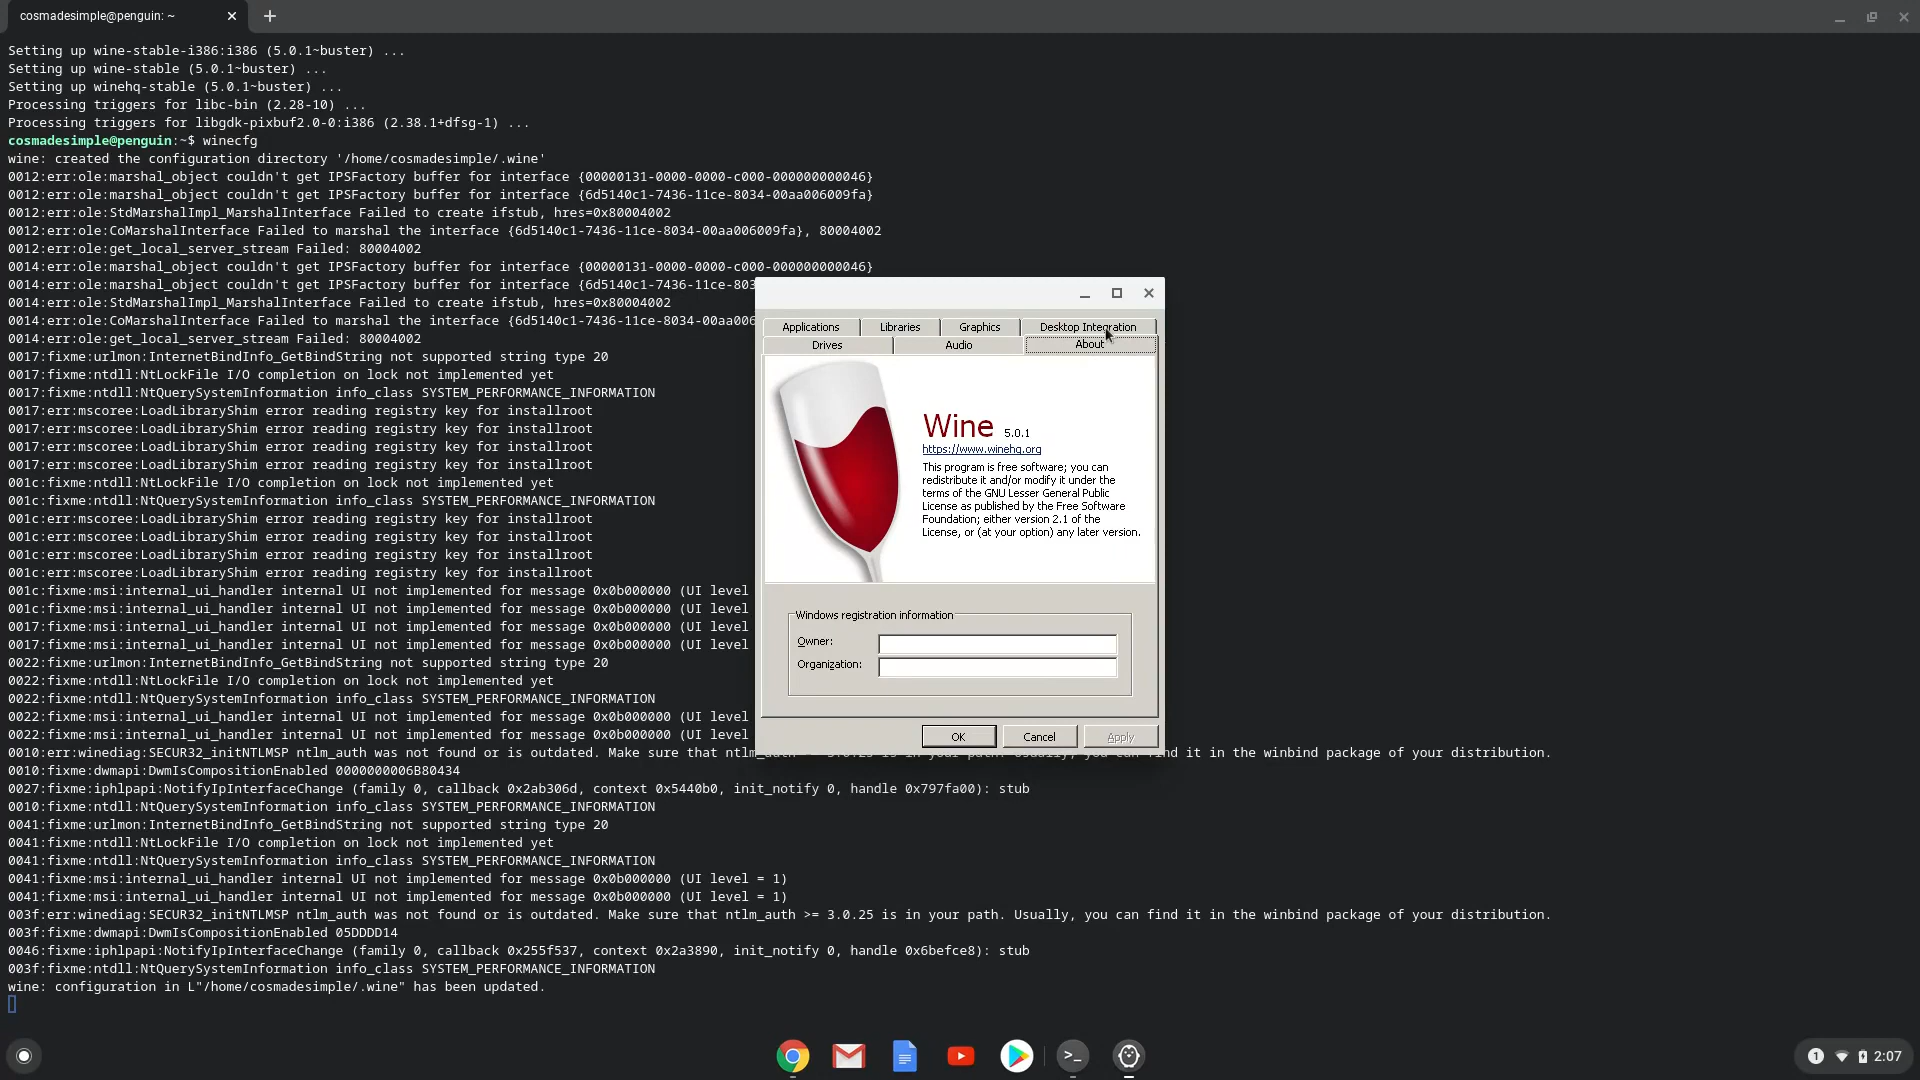 cosmadesimple@penguin: ~
Setting up wine-stable-i386:i386 (5.0.1~buster) ...
Setting up wine-stable (5.0.1~buster) ...
Setting up winehq-stable (5.0.1~buster) ...
Processing triggers for libc-bin (2.28-10) ...
Processing triggers for libgdk-pixbuf2.0-0:i386 (2.38.1+dfsg-1) ...
cosmadesimple@penguin:~$ winecfg
wine: created the configuration directory '/home/cosmadesimple/.wine'
0012:err:ole:marshal_object couldn't get IPSFactory buffer for interface {00000131-0000-0000-c000-000000000046}
0012:err:ole:marshal_object couldn't get IPSFactory buffer for interface {6d5140c1-7436-11ce-8034-00aa006009fa}
0012:err:ole:StdMarshalImpl_MarshalInterface Failed to create ifstub, hres=0x80004002
0012:err:ole:CoMarshalInterface Failed to marshal the interface {6d5140c1-7436-11ce-8034-00aa006009fa}, 80004002
0012:err:ole:get_local_server_stream Failed: 80004002
0014:err:ole:marshal_object couldn't get IPSFactory buffer for interface {00000131-0000-0000-c000-000000000046}
0014:err:ole:marshal_object couldn't get IPSFactory buffer for interface {6d5140c1-7436-11ce-8034-00aa006009fa}
0014:err:ole:StdMarshalImpl_MarshalInterface Failed to create ifstub, hres=0x80004002
0014:err:ole:CoMarshalInterface Failed to marshal the interface {6d5140c1-7436-11ce-8034-00aa006
0014:err:ole:get_local_server_stream Failed: 80004002
0017:fixme:urlmon:InternetBindInfo_GetBindString not supported string type 20
0017:fixme:ntdll:NtLockFile I/O completion on lock not implemented yet
0017:fixme:ntdll:NtQuerySystemInformation info_class SYSTEM_PERFORMANCE_INFORMATION
0017:err:mscoree:LoadLibraryShim error reading registry key for installroot
0017:err:mscoree:LoadLibraryShim error reading registry key for installroot
0017:err:mscoree:LoadLibraryShim error reading registry key for installroot
0017:err:mscoree:LoadLibraryShim error reading registry key for installroot
001c:fixme:ntdll:NtLockFile I/O completion on lock not implemented yet
001c:fixme:ntdll:NtQuerySystemInformation info_class SYSTEM_PERFORMANCE_INFORMATION
001c:err:mscoree:LoadLibraryShim error reading registry key for installroot
001c:err:mscoree:LoadLibraryShim error reading registry key for installroot
001c:err:mscoree:LoadLibraryShim error reading registry key for installroot
001c:err:mscoree:LoadLibraryShim error reading registry key for installroot
001c:fixme:msi:internal_ui_handler internal UI not implemented for message 0x0b000000 (UI level
001c:fixme:msi:internal_ui_handler internal UI not implemented for message 0x0b000000 (UI level
0017:fixme:msi:internal_ui_handler internal UI not implemented for message 0x0b000000 (UI level
0017:fixme:msi:internal_ui_handler internal UI not implemented for message 0x0b000000 (UI level
0022:fixme:urlmon:InternetBindInfo_GetBindString not supported string type 20
0022:fixme:ntdll:NtLockFile I/O completion on lock not implemented yet
0022:fixme:ntdll:NtQuerySystemInformation info_class SYSTEM_PERFORMANCE_INFORMATION
0022:fixme:msi:internal_ui_handler internal UI not implemented for message 0x0b000000 (UI level
0022:fixme:msi:internal_ui_handler internal UI not implemented for message 0x0b000000 (UI level
0010:err:winediag:SECUR32_initNTLMSP ntlm_auth was not found or is outdated. Make sure that ntlm_auth >= 3.0.25 is in your path. Usually, you can find it in the winbind package of your distribution.
0010:fixme:dwmapi:DwmIsCompositionEnabled 0000000006B80434
0027:fixme:iphlpapi:NotifyIpInterfaceChange (family 0, callback 0x2ab306d, context 0x5440b0, init_notify 0, handle 0x797fa00): stub
0010:fixme:ntdll:NtQuerySystemInformation info_class SYSTEM_PERFORMANCE_INFORMATION
0041:fixme:urlmon:InternetBindInfo_GetBindString not supported string type 20
0041:fixme:ntdll:NtLockFile I/O completion on lock not implemented yet
0041:fixme:ntdll:NtQuerySystemInformation info_class SYSTEM_PERFORMANCE_INFORMATION
0041:fixme:msi:internal_ui_handler internal UI not implemented for message 0x0b000000 (UI level = 1)
0041:fixme:msi:internal_ui_handler internal UI not implemented for message 0x0b000000 (UI level = 1)
003f:err:winediag:SECUR32_initNTLMSP ntlm_auth was not found or is outdated. Make sure that ntlm_auth >= 3.0.25 is in your path. Usually, you can find it in the winbind package of your distribution.
003f:fixme:dwmapi:DwmIsCompositionEnabled 05DDDD14
0046:fixme:iphlpapi:NotifyIpInterfaceChange (family 0, callback 0x255f537, context 0x2a3890, init_notify 0, handle 0x6befce8): stub
003f:fixme:ntdll:NtQuerySystemInformation info_class SYSTEM_PERFORMANCE_INFORMATION
wine: configuration in L"/home/cosmadesimple/.wine" has been updated.
Applications Libraries Graphics Desktop Integration
Drives Audio About
Wine 5.0.1
https://www.winehq.org
This program is free software; you can
redistribute it and/or modify it under the
terms of the GNU Lesser General Public
License as published by the Free Software
Foundation; either version 2.1 of the
License, or (at your option) any later version.
Windows registration information
Owner:
Organization:
OK Cancel Apply
1 2:07